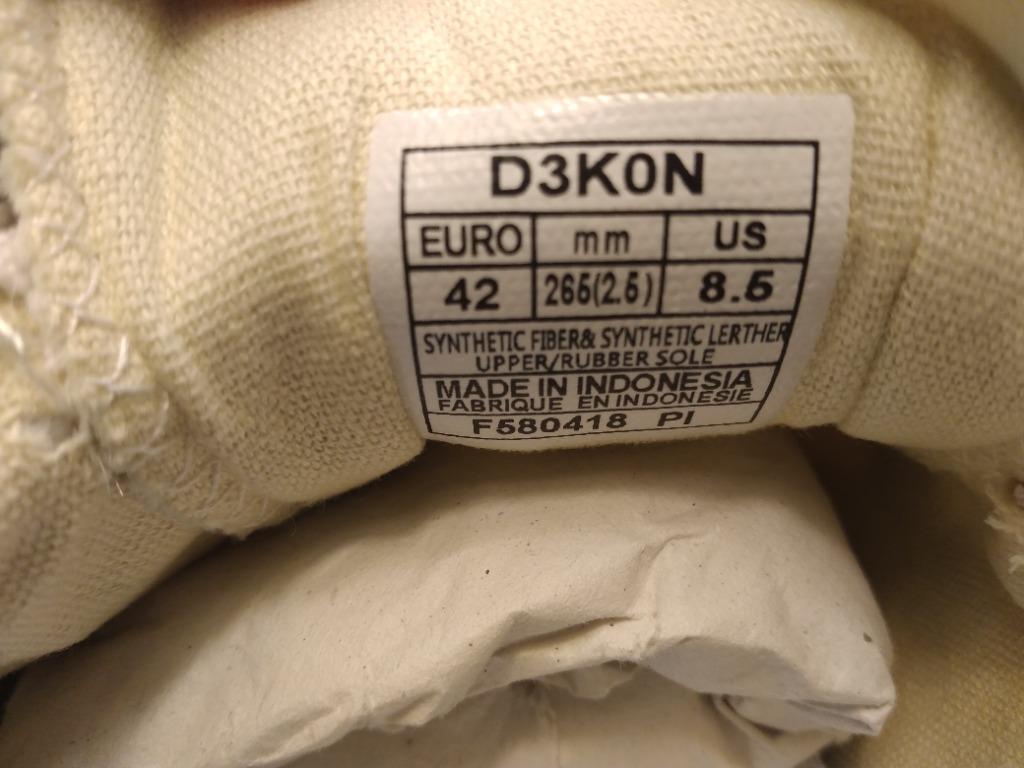 D3K0N
EURO mm US
42 265(2.5) 8.5
SYNTHETIC FIBER& SYNTHETIC LERTHER
UPPER/RUBBER SOLE
MADE IN INDONESIA
FABRIQUE EN INDONESIE
F580418 PI